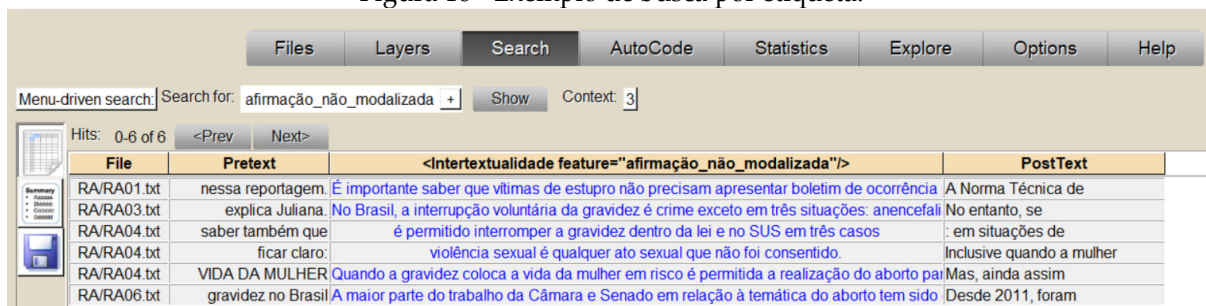 Figura 10 - Exemplo de busca por etiqueta.
Files Layers Search AutoCode Statistics Explore Options Help
Menu-driven search: Search for: afirmação_não_modalizada + Show Context: 3
Hits: 0-6 of 6 <Prev Next>
File Pretext <Intertextualidade feature="afirmação_não_modalizada"/> PostText
RA/RA01.txt nessa reportagem. É importante saber que vítimas de estupro não precisam apresentar boletim de ocorrência A Norma Técnica de
RA/RA03.txt explica Juliana. No Brasil, a interrupção voluntária da gravidez é crime exceto em três situações: anencefali No entanto, se
RA/RA04.txt saber também que é permitido interromper a gravidez dentro da lei e no SUS em três casos : em situações de
RA/RA04.txt ficar claro: violência sexual é qualquer ato sexual que não foi consentido. Inclusive quando a mulher
RA/RA04.txt VIDA DA MULHER Quando a gravidez coloca a vida da mulher em risco é permitida a realização do aborto par Mas, ainda assim
RA/RA06.txt gravidez no Brasil A maior parte do trabalho da Câmara e Senado em relação à temática do aborto tem sido Desde 2011, foram
Summary